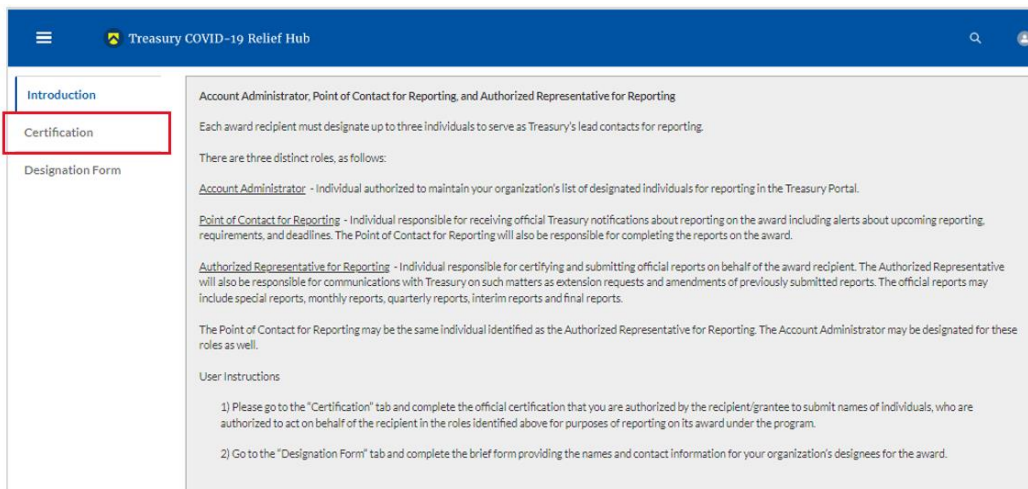 Treasury COVID-19 Relief Hub
Introduction
Certification
Designation Form
Account Administrator, Point of Contact for Reporting, and Authorized Representative for Reporting
Each award recipient must designate up to three individuals to serve as Treasury's lead contacts for reporting.
There are three distinct roles, as follows:
Account Administrator - Individual authorized to maintain your organization's list of designated individuals for reporting in the Treasury Portal.
Point of Contact for Reporting - Individual responsible for receiving official Treasury notifications about reporting on the award including alerts about upcoming reporting,
requirements, and deadlines. The Point of Contact for Reporting will also be responsible for completing the reports on the award.
Authorized Representative for Reporting - Individual responsible for certifying and submitting official reports on behalf of the award recipient. The Authorized Representative
will also be responsible for communications with Treasury on such matters as extension requests and amendments of previously submitted reports. The official reports may
include special reports, monthly reports, quarterly reports, interim reports and final reports.
The Point of Contact for Reporting may be the same individual identified as the Authorized Representative for Reporting. The Account Administrator may be designated for these
roles as well.
User Instructions
1) Please go to the "Certification" tab and complete the official certification that you are authorized by the recipient/grantee to submit names of individuals, who are
authorized to act on behalf of the recipient in the roles identified above for purposes of reporting on its award under the program.
2) Go to the "Designation Form" tab and complete the brief form providing the names and contact information for your organization's designees for the award.